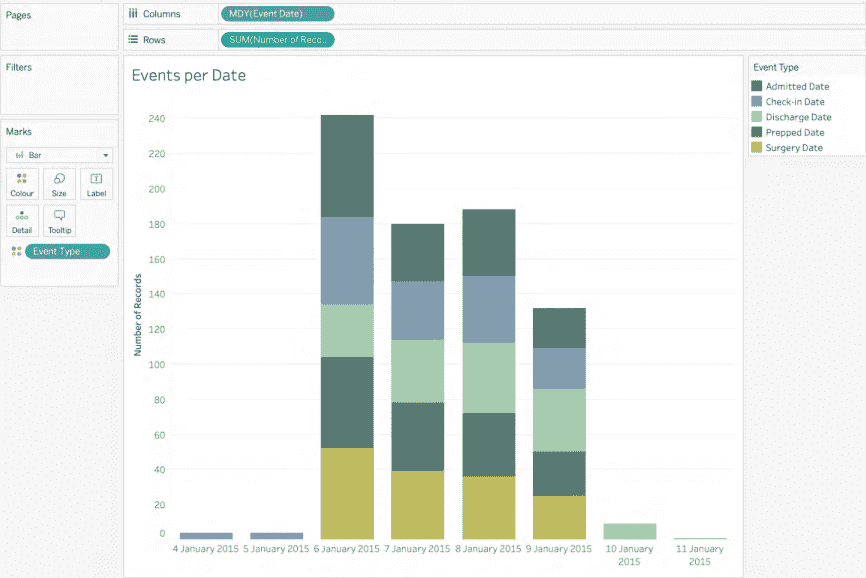 Pages
Columns
MDY(Event Date)
Rows
SUM(Number of Reco..
Filters
Marks
Bar
Colour
Size
Label
Detail
Tooltip
Event Type
Events per Date
Number of Records
240
220
200
180
160
140
120
100
80
60
40
20
0
4 January 2015
5 January 2015
6 January 2015
7 January 2015
8 January 2015
9 January 2015
10 January
2015
11 January
2015
Event Type
Admitted Date
Check-in Date
Discharge Date
Prepped Date
Surgery Date